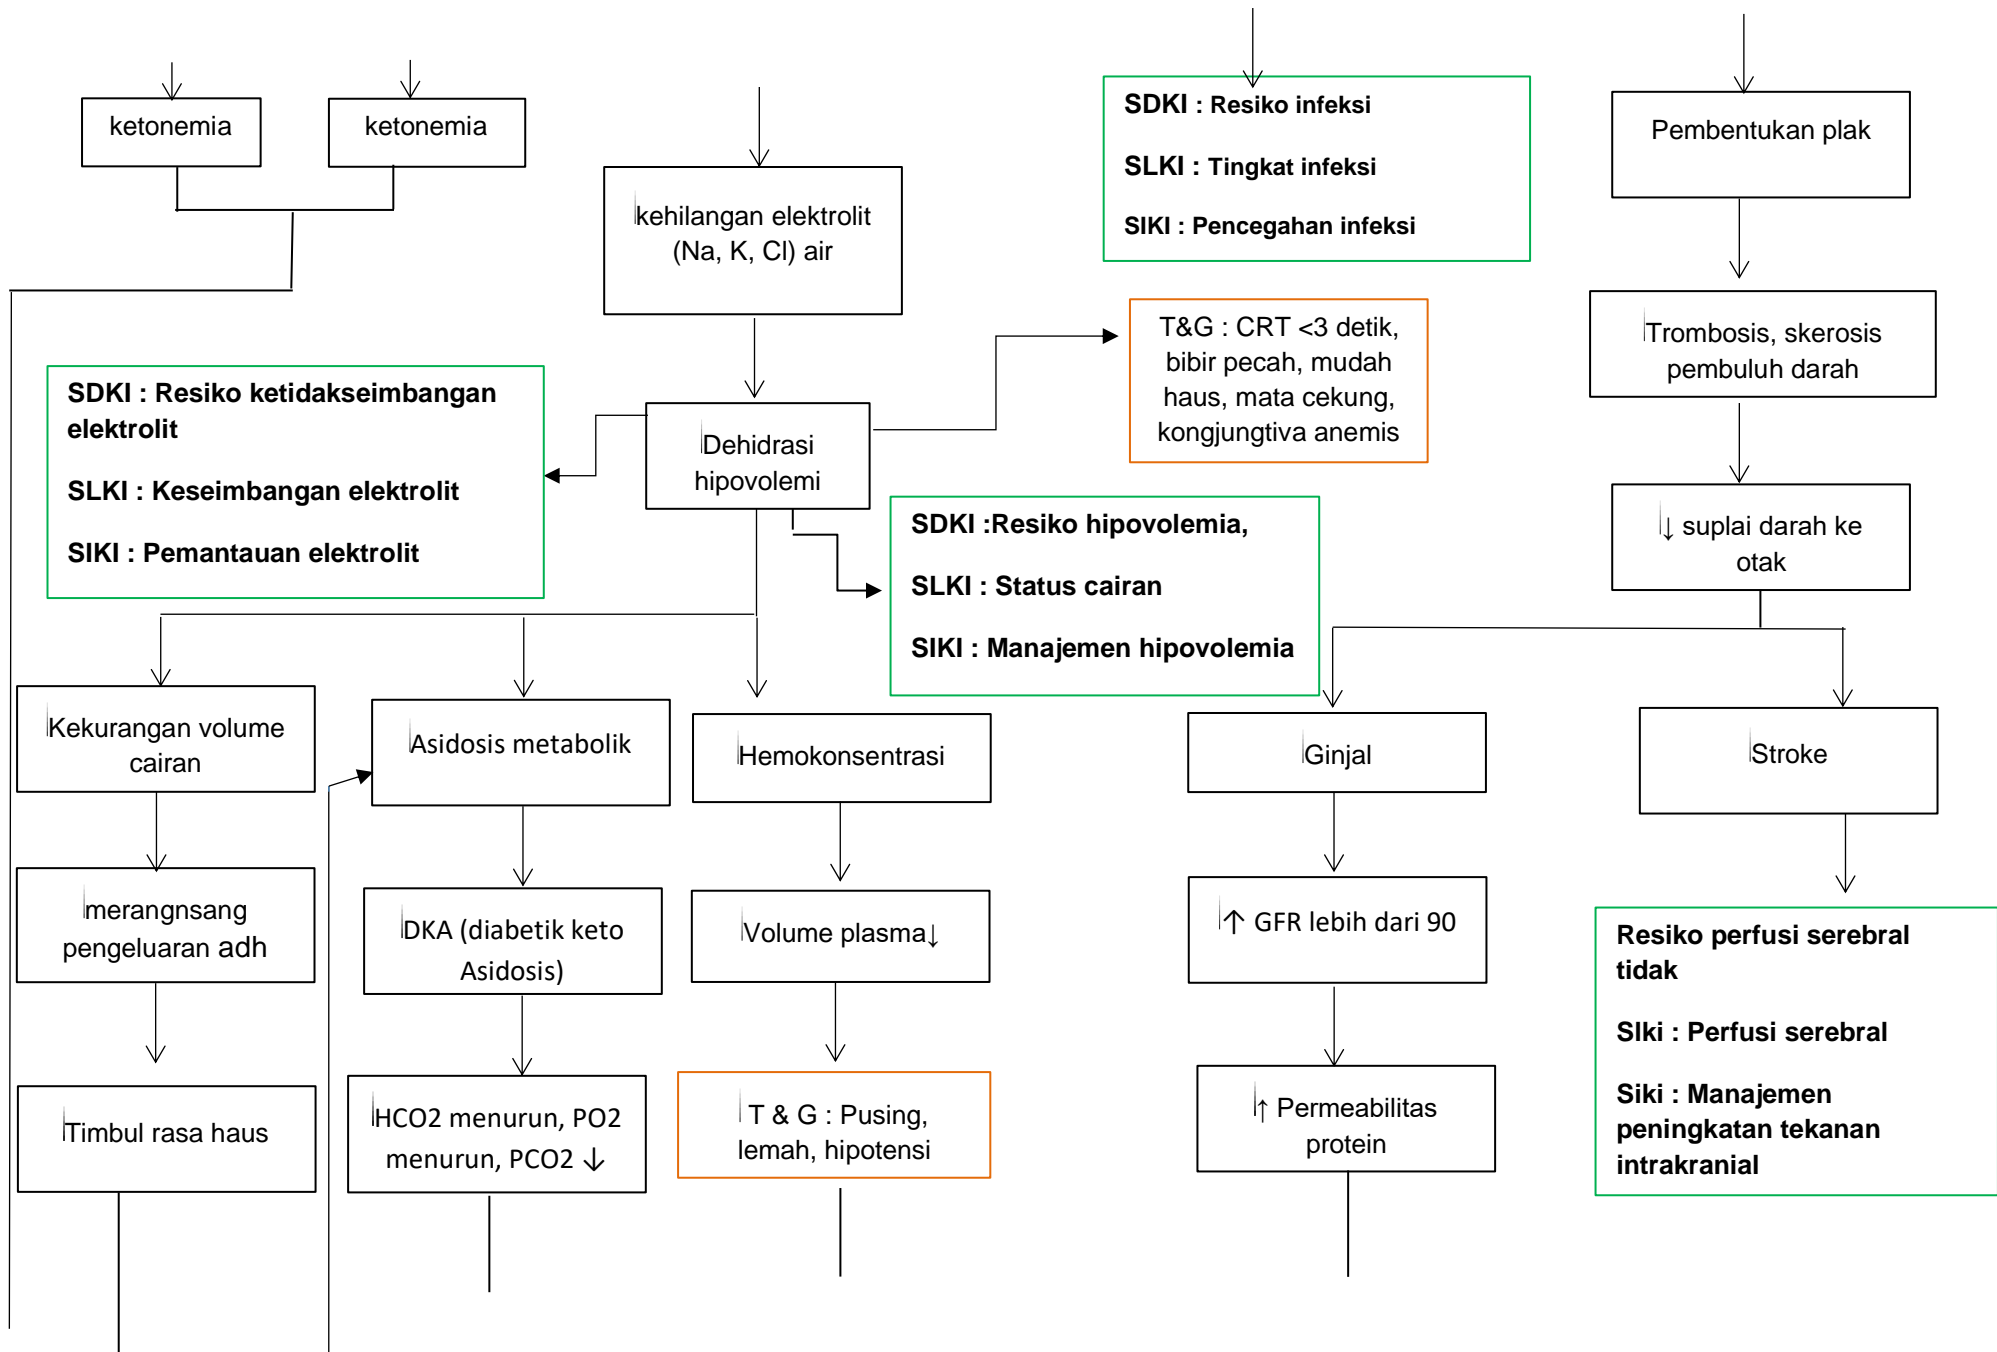 ketonemia
ketonemia
kehilangan elektrolit
(Na, K, Cl) air
SDKI : Resiko infeksi
SLKI : Tingkat infeksi
SIKI : Pencegahan infeksi
Pembentukan plak
T&G : CRT <3 detik,
bibir pecah, mudah
haus, mata cekung,
kongjungtiva anemis
Trombosis, skerosis
pembuluh darah
SDKI : Resiko ketidakseimbangan
elektrolit
SLKI : Keseimbangan elektrolit
SIKI : Pemantauan elektrolit
Dehidrasi
hipovolemi
SDKI :Resiko hipovolemia,
SLKI : Status cairan
SIKI : Manajemen hipovolemia
↓ suplai darah ke
otak
Kekurangan volume
cairan
Asidosis metabolik
Hemokonsentrasi
Ginjal
Stroke
merangnsang
pengeluaran adh
DKA (diabetik keto
Asidosis)
Volume plasma↓
↑ GFR lebih dari 90
Resiko perfusi serebral
tidak
SIki : Perfusi serebral
Siki : Manajemen
peningkatan tekanan
intrakranial
Timbul rasa haus
HCO2 menurun, PO2
menurun, PCO2 ↓
T & G : Pusing,
lemah, hipotensi
↑ Permeabilitas
protein